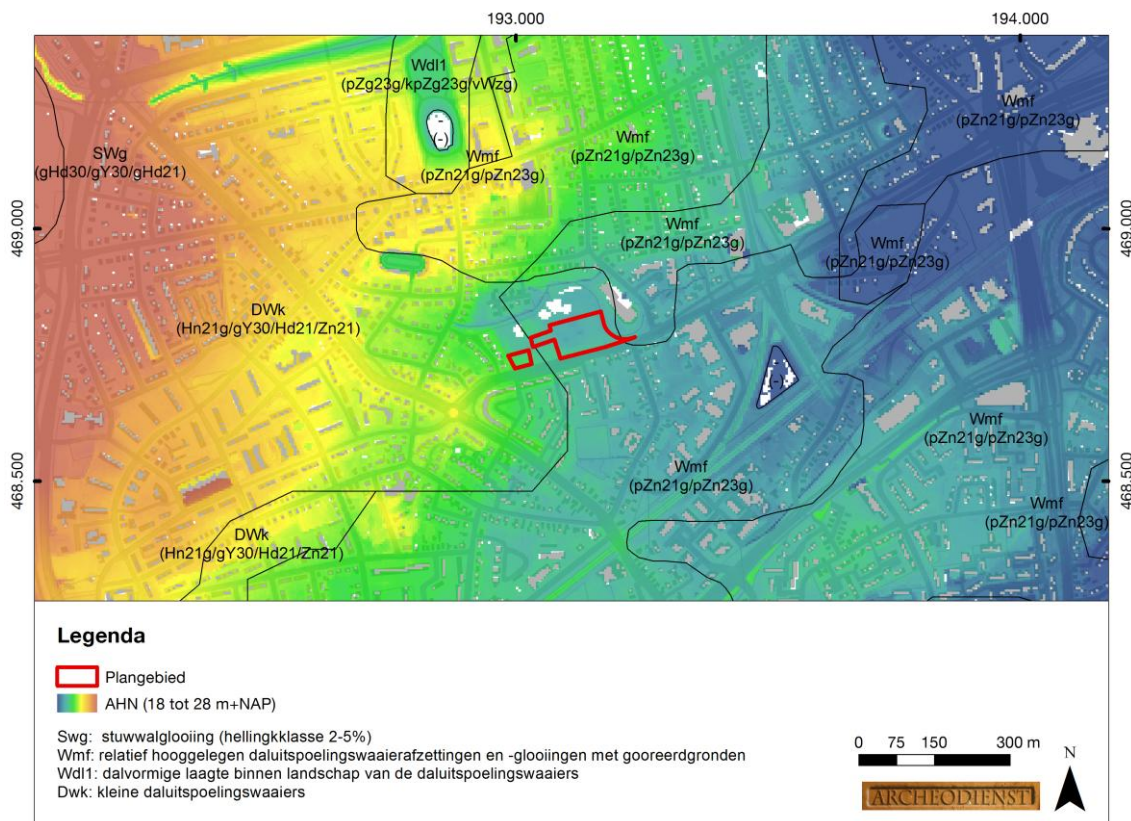 193.000
194.000
Wdl1
(pZg23g/kpZg23g/vWzg)
-
(-)
Wmf
(pZn21g/pZn23g)
Wmf
(pZn21g/pZn23g)
Wmf
(pZn21g/pZn23g)
SWg
(gHd30/gY30/gHd21)
469.000
469.000
Wmf
(pZn21g/pZn23g)
Wmf
(pZn21g/pZn23g)
DWk
(Hn21g/gY30/Hd21/Zn21)
-
(-)
Wmf
(pZn21g/pZn23g)
468.500
468.500
Wmf
(pZn21g/pZn23g)
Wmf
(pZn21g/pZn23g)
DWk
(Hn21g/gY30/Hd21/Zn21)
Legenda
Plangebied
AHN (18 tot 28 m+NAP)
Swg: stuwwalglooiing (hellingkklasse 2-5%)
Wmf: relatief hooggelegen daluitspoelingswaaierafzettingen en -glooiingen met gooreerdgronden
Wdl1: dalvormige laagte binnen landschap van de daluitspoelingswaaiers
Dwk: kleine daluitspoelingswaaiers
0 75 150 300 m
N
ARCHEODIENST